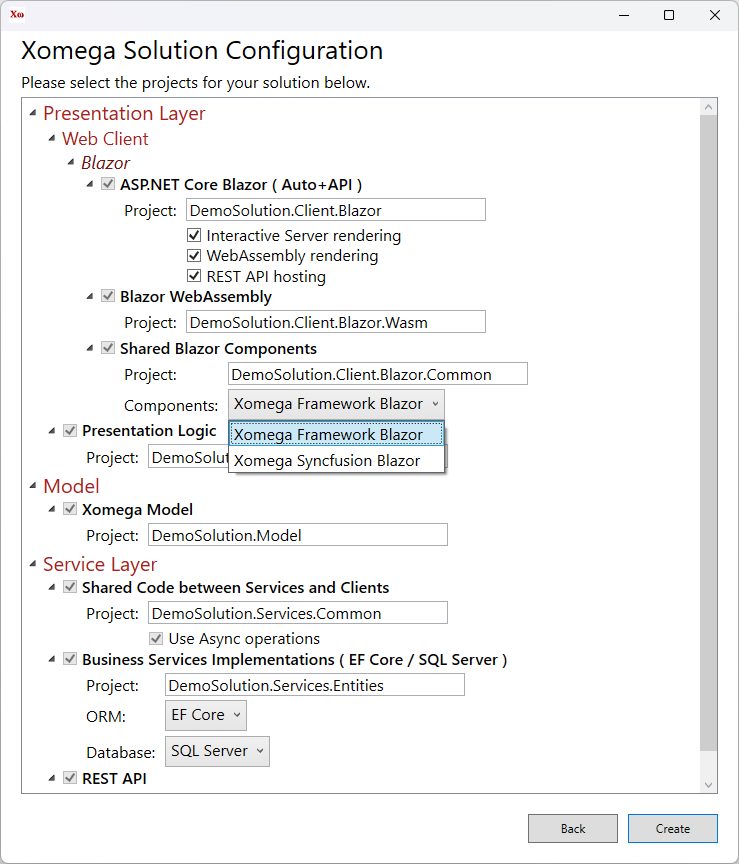 Xω
Xomega Solution Configuration
Please select the projects for your solution below.
Presentation Layer
Web Client
Blazor
ASP.NET Core Blazor ( Auto+API )
Project: DemoSolution.Client.Blazor
Interactive Server rendering
WebAssembly rendering
REST API hosting
Blazor WebAssembly
Project: DemoSolution.Client.Blazor.Wasm
Shared Blazor Components
Project: DemoSolution.Client.Blazor.Common
Components: Xomega Framework Blazor
Xomega Framework Blazor
Xomega Syncfusion Blazor
Presentation Logic
Project:
Model
Xomega Model
Project: DemoSolution.Model
Service Layer
Shared Code between Services and Clients
Project: DemoSolution.Services.Common
Use Async operations
Business Services Implementations ( EF Core / SQL Server )
Project: DemoSolution.Services.Entities
ORM: EF Core
Database: SQL Server
REST API
Back
Create